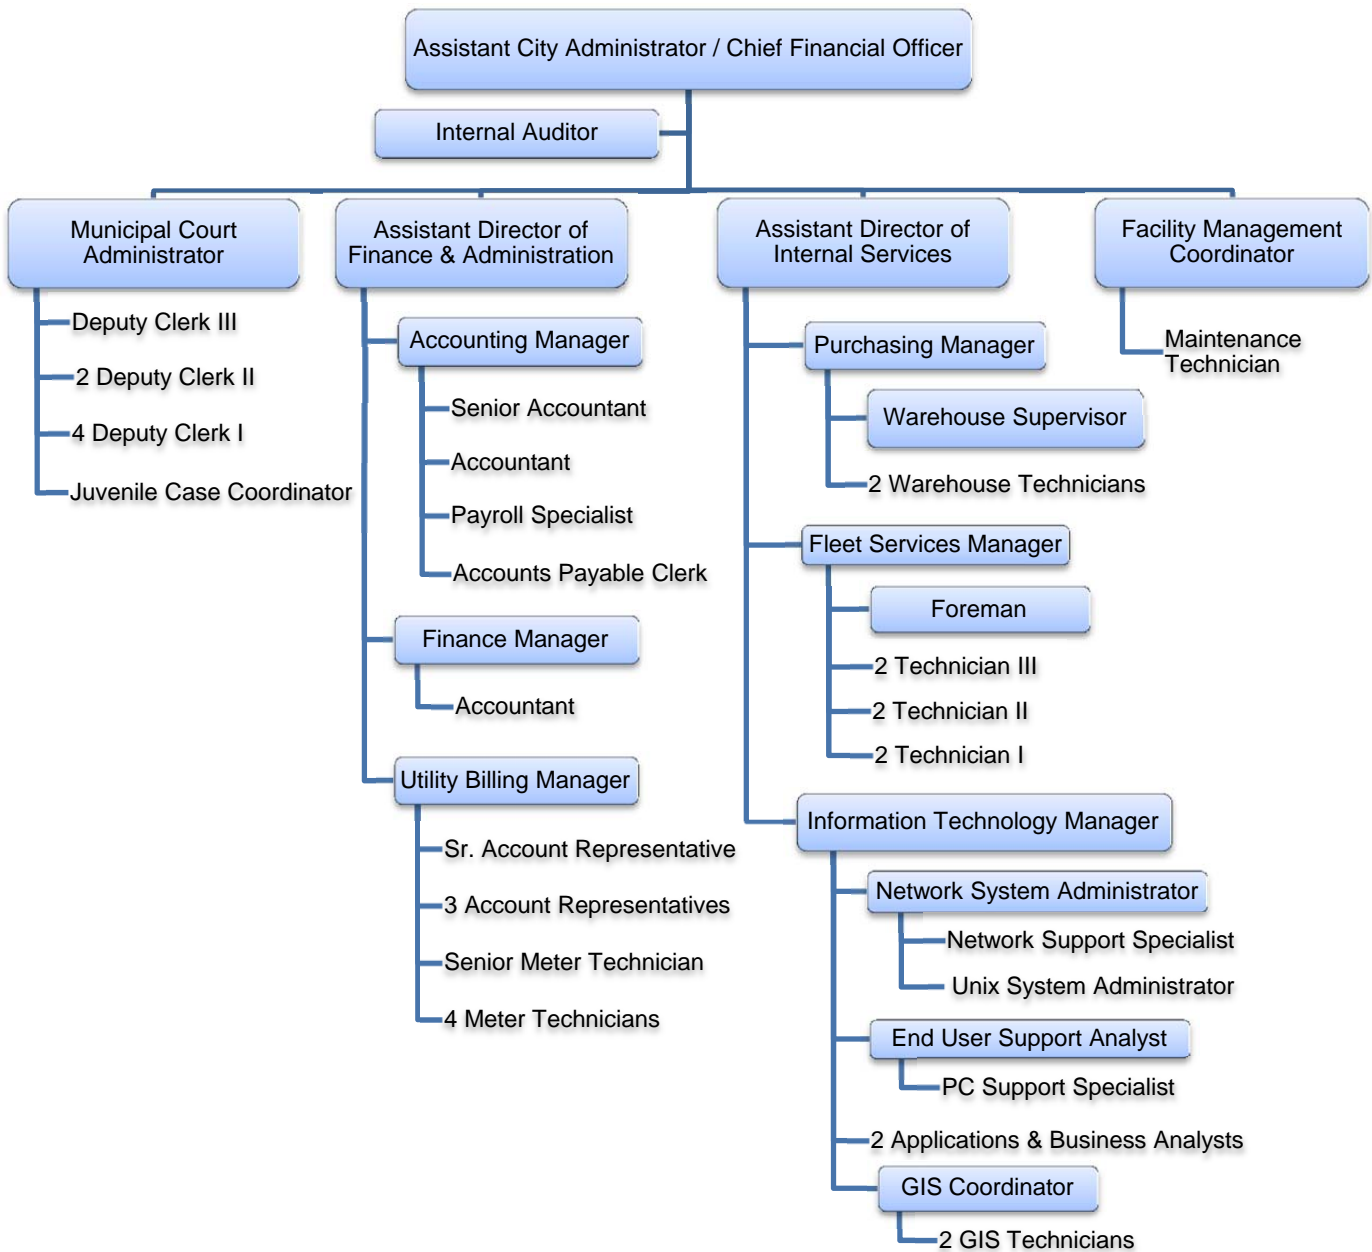 Assistant City Administrator / Chief Financial Officer
Internal Auditor
Municipal Court
Administrator
Deputy Clerk III
2 Deputy Clerk II
4 Deputy Clerk I
Juvenile Case Coordinator
Assistant Director of
Finance & Administration
Accounting Manager
Senior Accountant
Accountant
Payroll Specialist
Accounts Payable Clerk
Finance Manager
Accountant
Utility Billing Manager
Sr. Account Representative
3 Account Representatives
Senior Meter Technician
4 Meter Technicians
Assistant Director of
Internal Services
Purchasing Manager
Warehouse Supervisor
2 Warehouse Technicians
Fleet Services Manager
Foreman
2 Technician III
2 Technician II
2 Technician I
Information Technology Manager
Network System Administrator
Network Support Specialist
Unix System Administrator
End User Support Analyst
PC Support Specialist
2 Applications & Business Analysts
GIS Coordinator
2 GIS Technicians
Facility Management
Coordinator
Maintenance
Technician